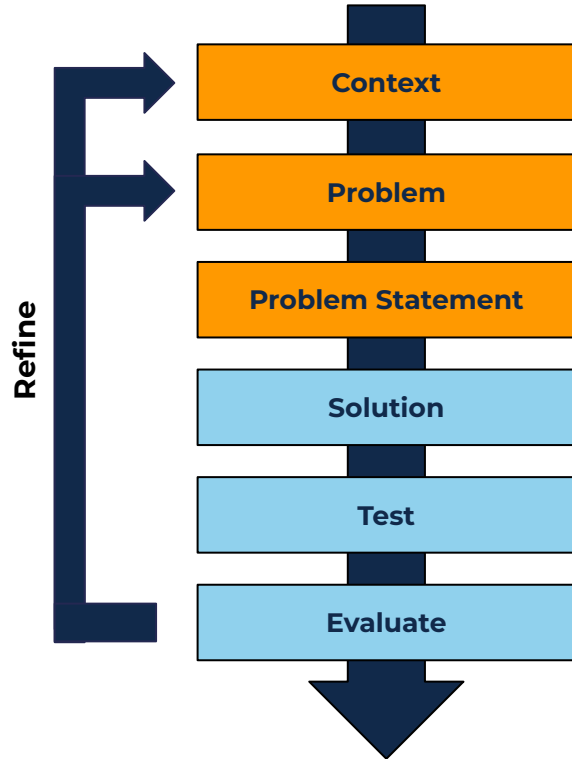 Context
Problem
Problem Statement
Solution
Test
Evaluate
Refine